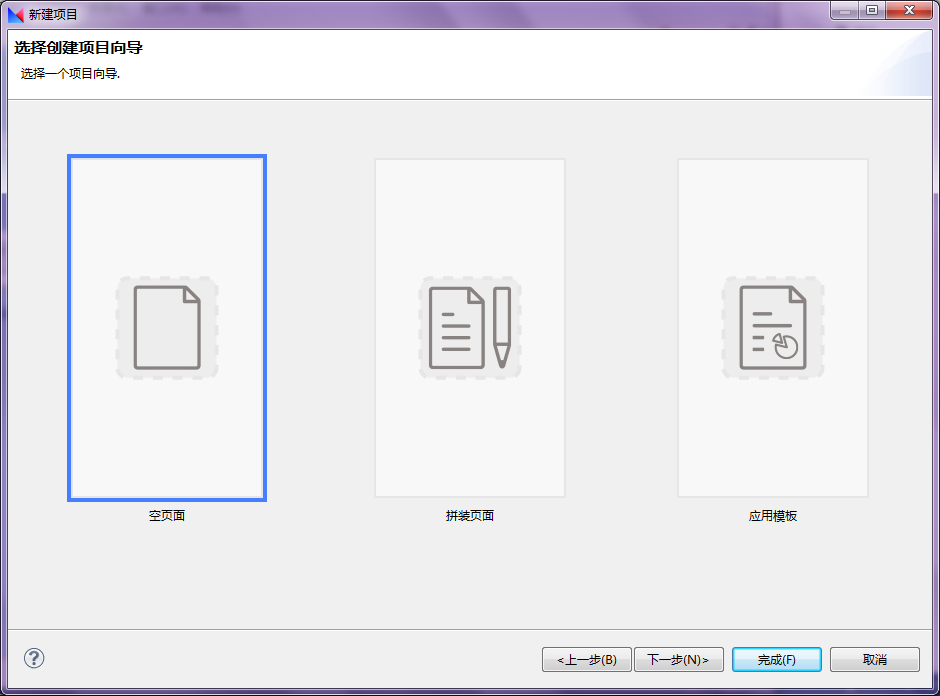 新建项目
选择创建项目向导
选择一个项目向导.
空页面
拼装页面
应用模板
<上一步(B)
下一步(N)>
完成(F)
取消